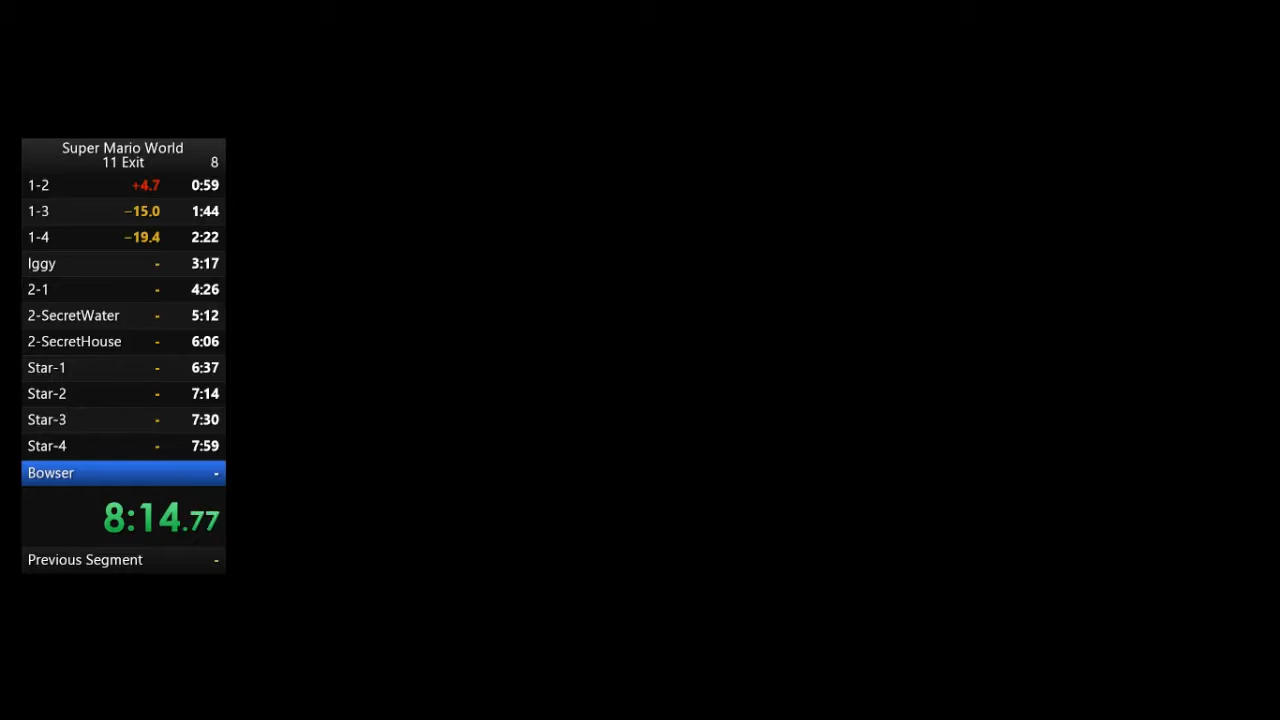 Super Mario World
11 Exit 8
1-2 +4.7 0:59
1-3 −15.0 1:44
1-4 −19.4 2:22
Iggy - 3:17
2-1 - 4:26
2-SecretWater - 5:12
2-SecretHouse - 6:06
Star-1 - 6:37
Star-2 - 7:14
Star-3 - 7:30
Star-4 - 7:59
Bowser -
8:14.77
Previous Segment -